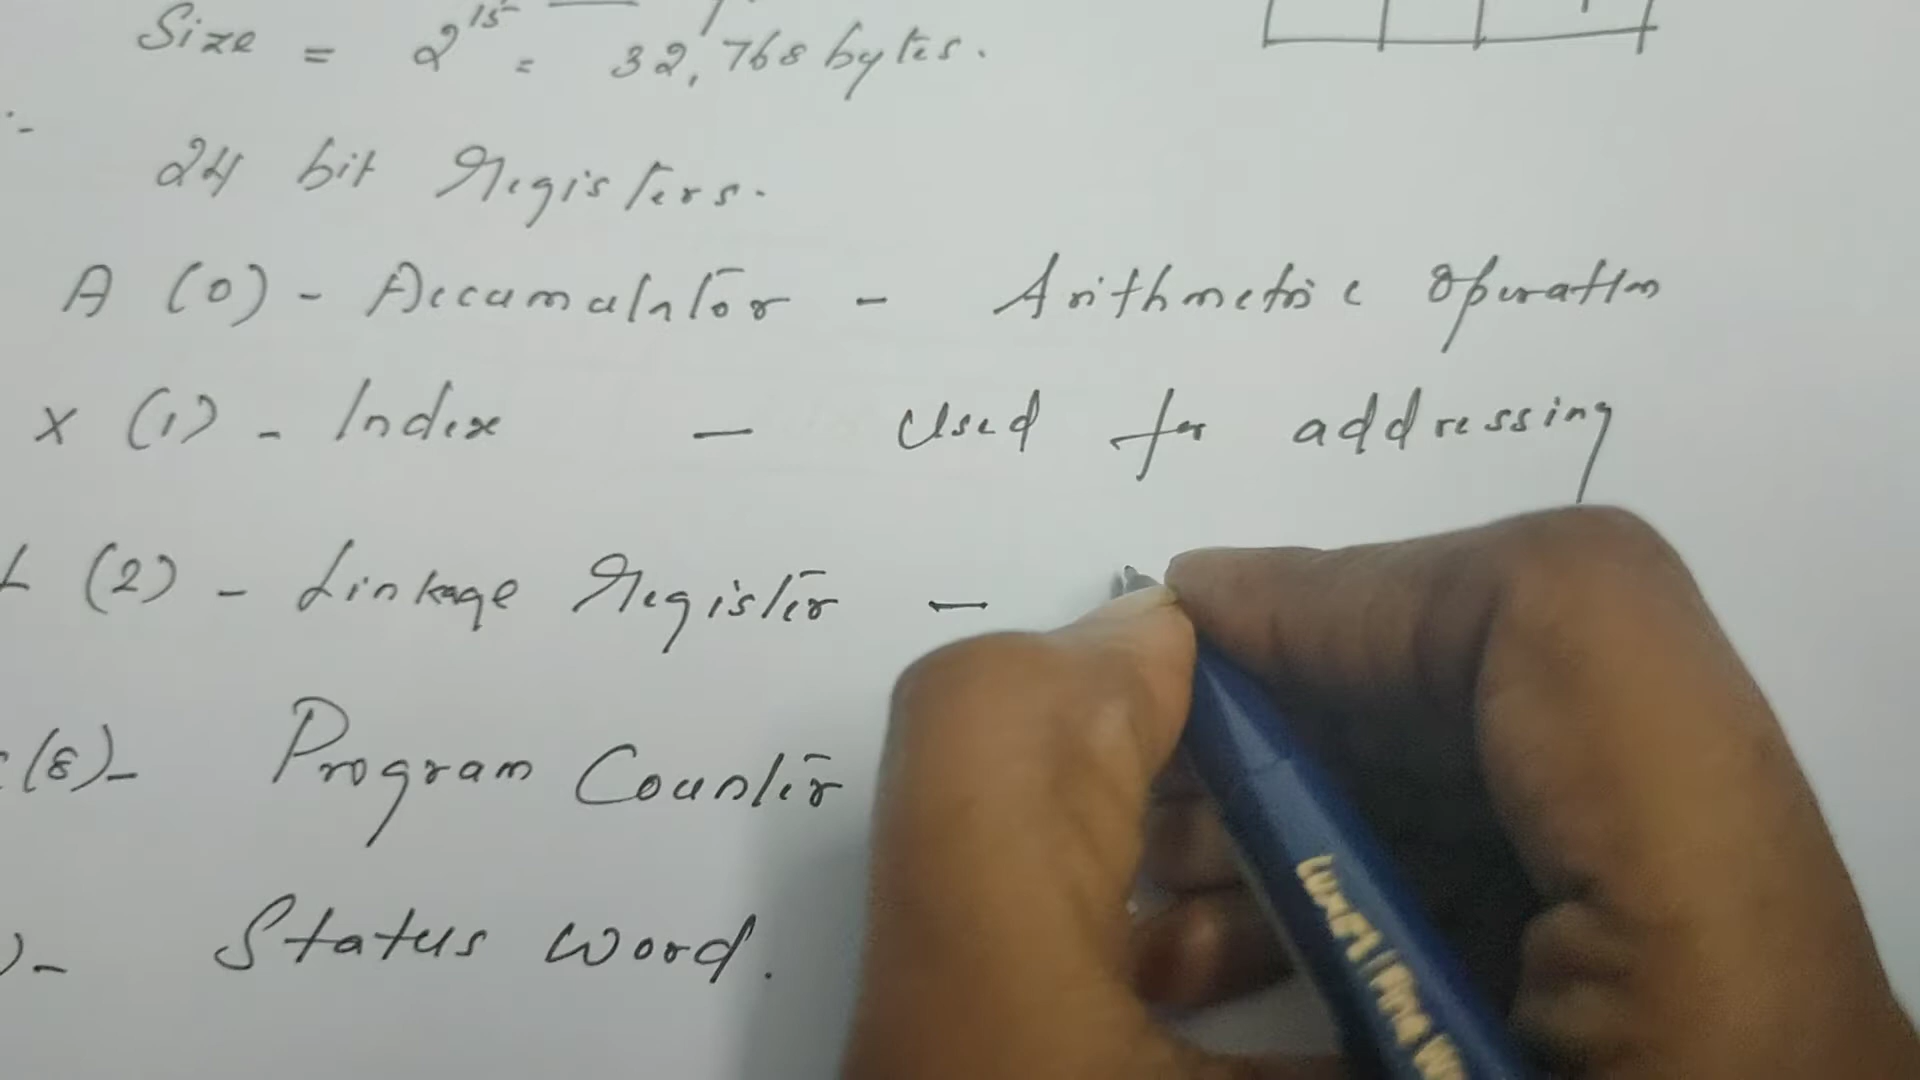 Size = 2^15 = 32,768 bytes.
24 bit Registers.
A (0) - Accumulator - Arithmetic Operation
X (1) - Index - Used for addressing
L (2) - Linkage Register -
(8) - Program Counter
) - Status word.
Luxor